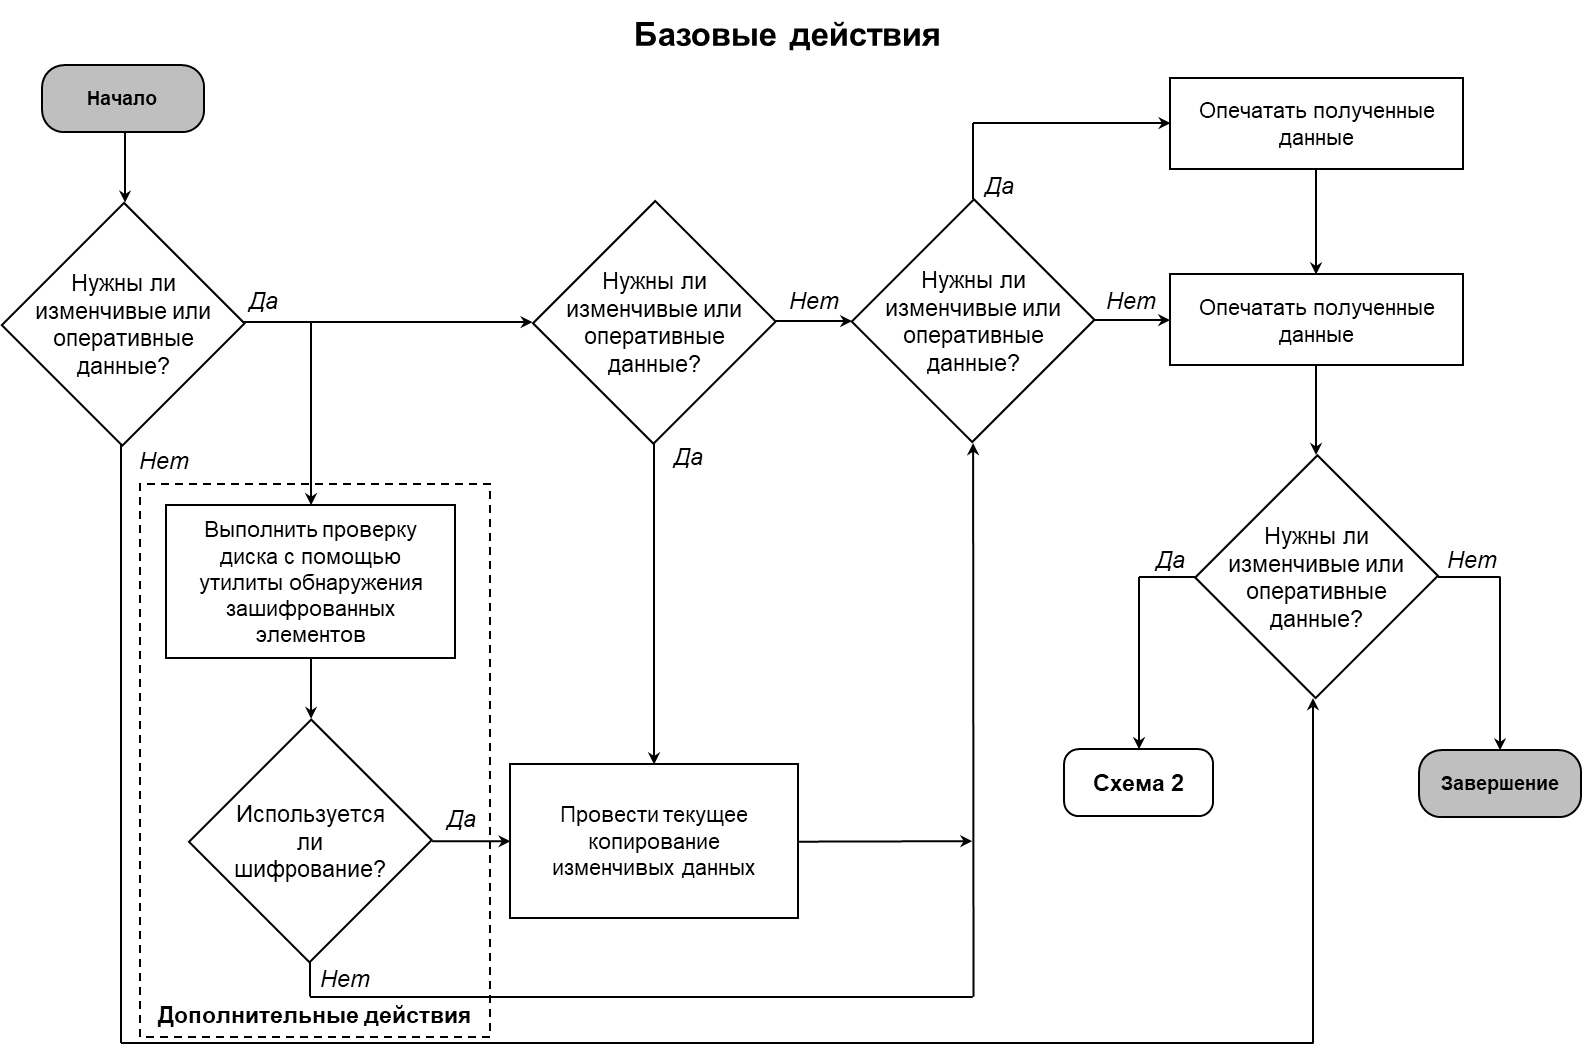 Базовые действия
Начало
Нужны ли
изменчивые или
оперативные
данные?
Да
Нет
Нужны ли
изменчивые или
оперативные
данные?
Нет
Да
Нужны ли
изменчивые или
оперативные
данные?
Да
Нет
Опечатать полученные
данные
Опечатать полученные
данные
Нужны ли
изменчивые или
оперативные
данные?
Да
Нет
Схема 2
Завершение
Выполнить проверку
диска с помощью
утилиты обнаружения
зашифрованных
элементов
Используется
ли
шифрование?
Да
Нет
Провести текущее
копирование
изменчивых данных
Дополнительные действия